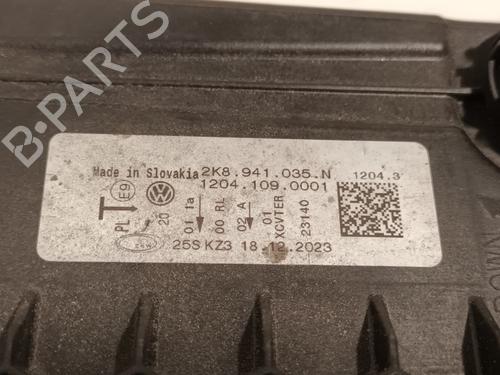 Made in Slovakia 2K8.941.035.N 1204.3
1204.109.0001
E9
PL
20
01 1a
00 RL
02 A
01
XCVTER
23140
ZKW
25S KZ3 18.12.2023
B-PARTS